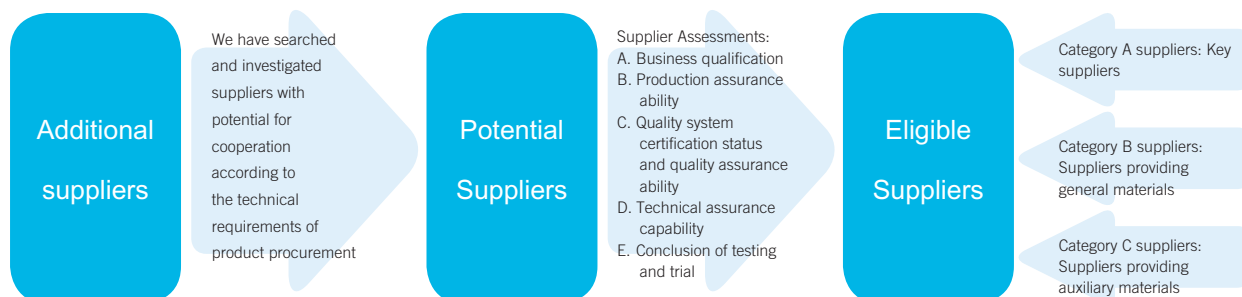 Additional
suppliers
We have searched
and investigated
suppliers with
potential for
cooperation
according to
the technical
requirements of
product procurement
Potential
Suppliers
Supplier Assessments:
A. Business qualification
B. Production assurance
ability
C. Quality system
certification status
and quality assurance
ability
D. Technical assurance
capability
E. Conclusion of testing
and trial
Eligible
Suppliers
Category A suppliers: Key
suppliers
Category B suppliers:
Suppliers providing
general materials
Category C suppliers:
Suppliers providing
auxiliary materials